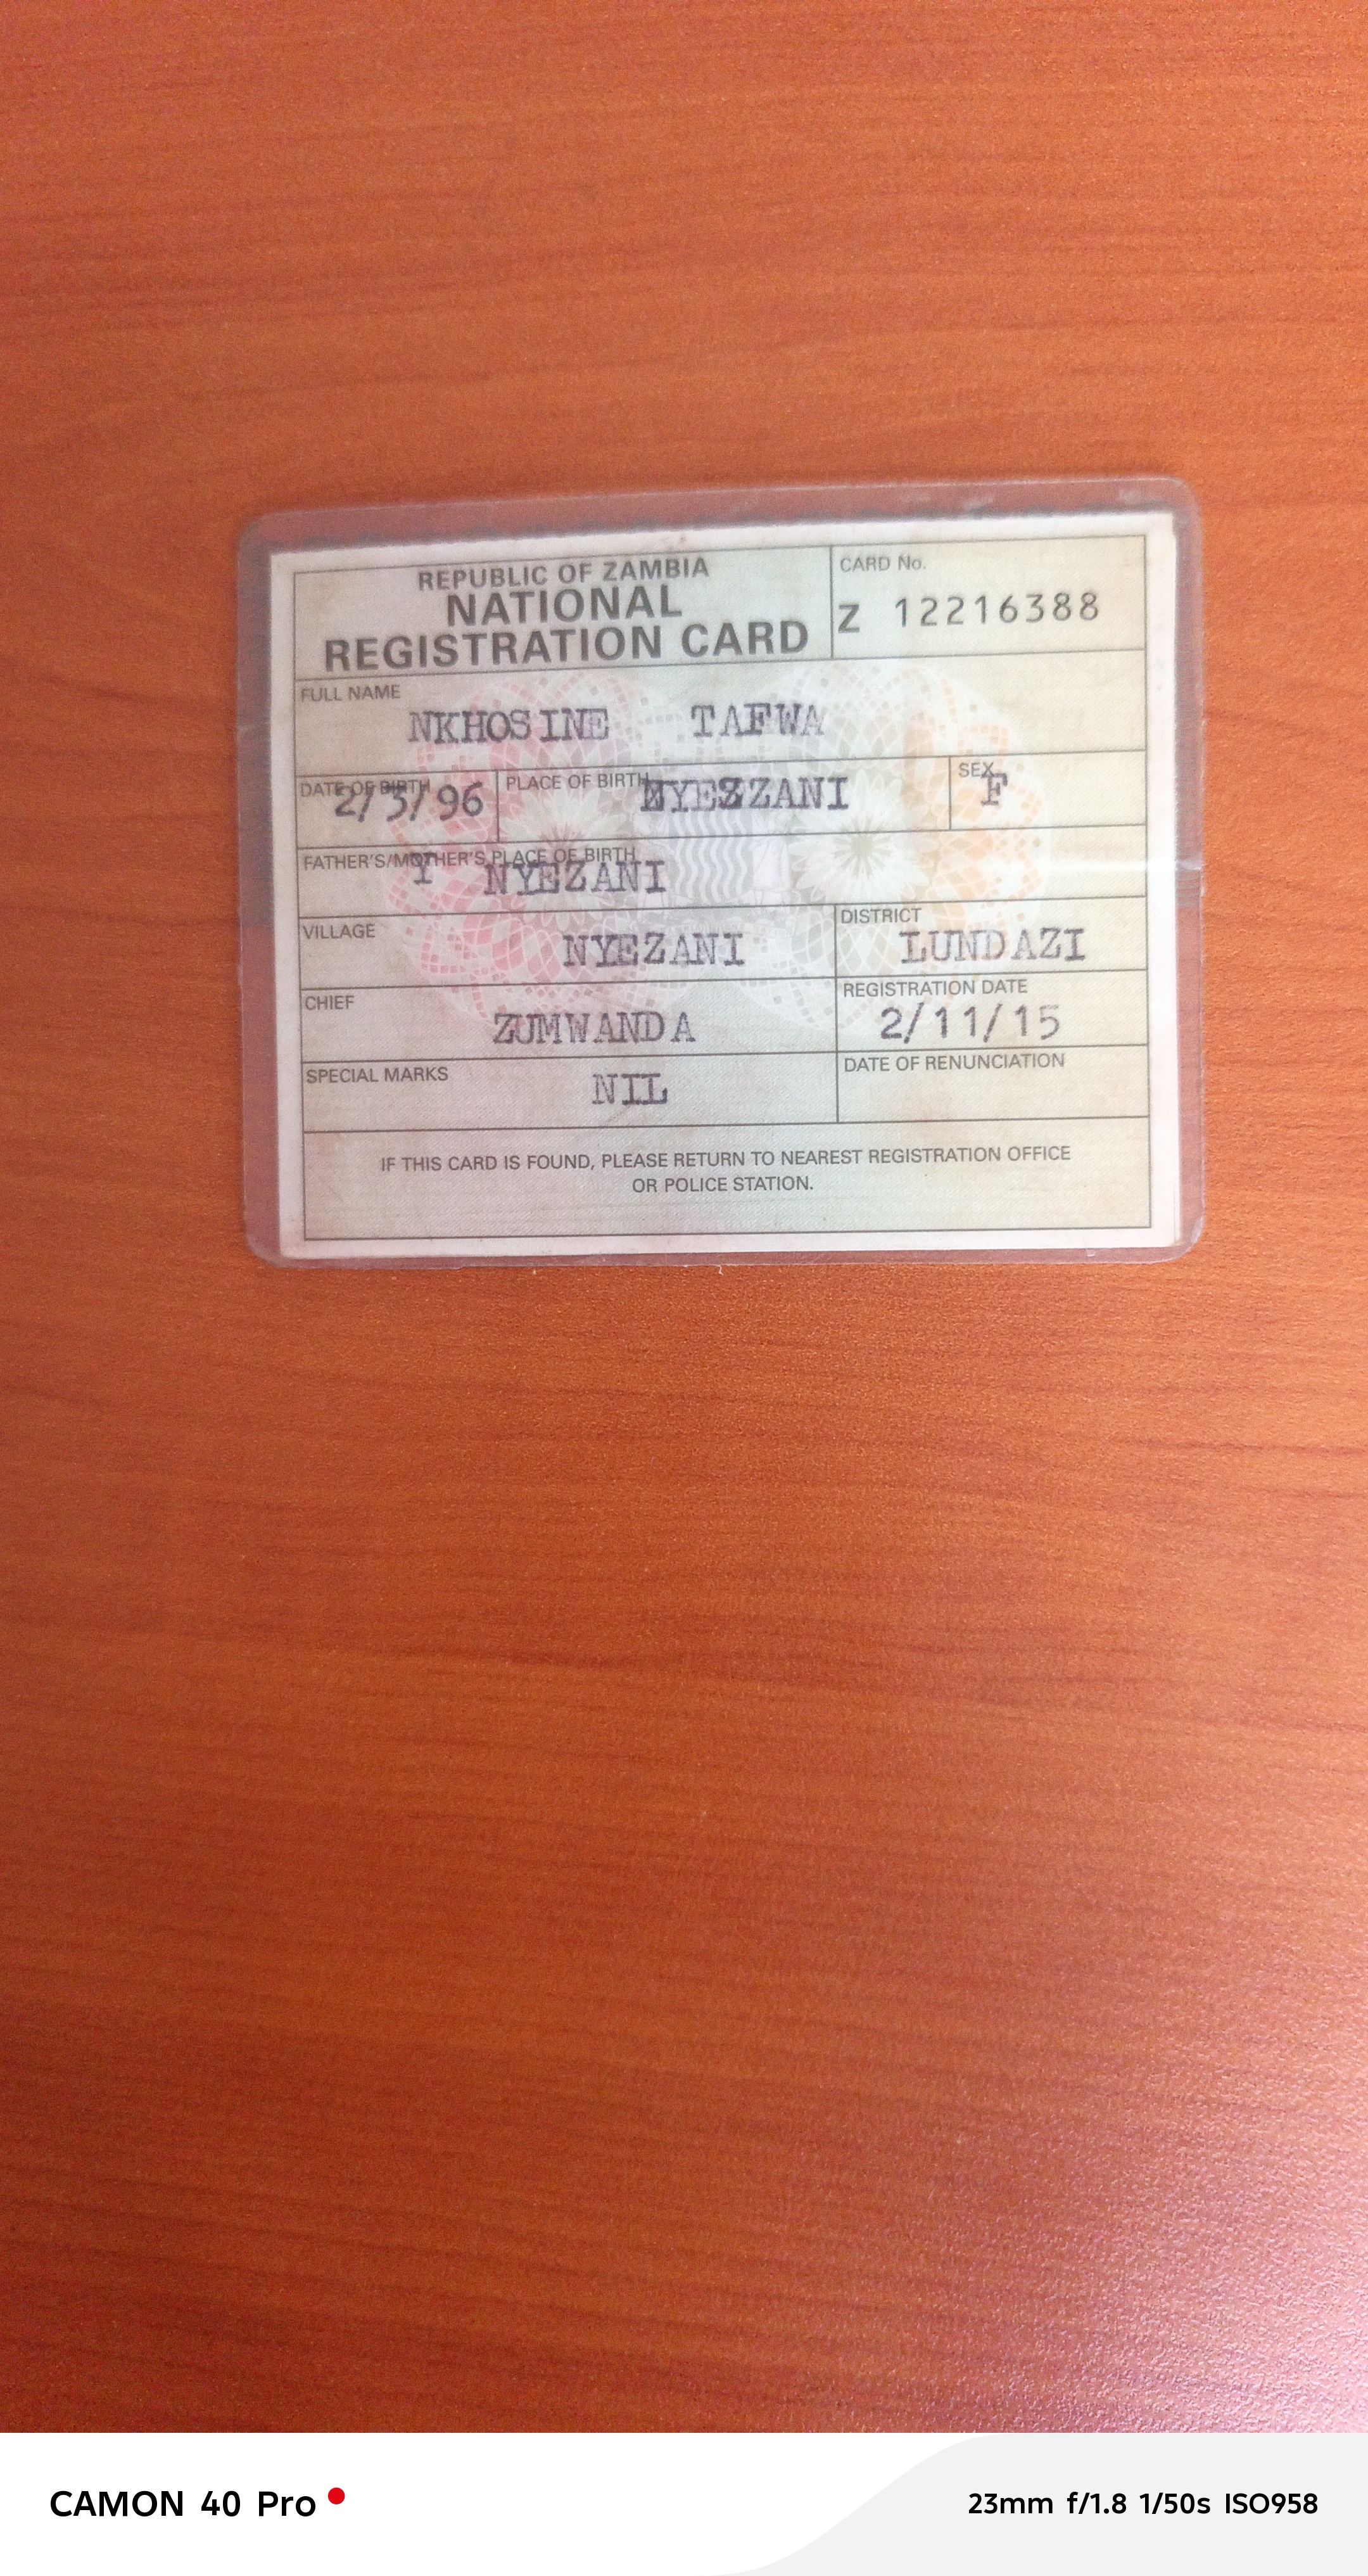 REPUBLIC OF ZAMBIA
NATIONAL
REGISTRATION CARD
CARD No.
Z 12216388
FULL NAME
NKHOSINE TAFWA
DATE OF BIRTH
2/3/96
PLACE OF BIRTH
NYEZZANI
SEX
F
FATHER'S/MOTHER'S PLACE OF BIRTH
Y NYEZANI
VILLAGE
NYEZANI
DISTRICT
LUNDAZI
CHIEF
ZUMWANDA
REGISTRATION DATE
2/11/15
SPECIAL MARKS
NIL
DATE OF RENUNCIATION
IF THIS CARD IS FOUND, PLEASE RETURN TO NEAREST REGISTRATION OFFICE
OR POLICE STATION.
CAMON 40 Pro
23mm f/1.8 1/50s ISO958